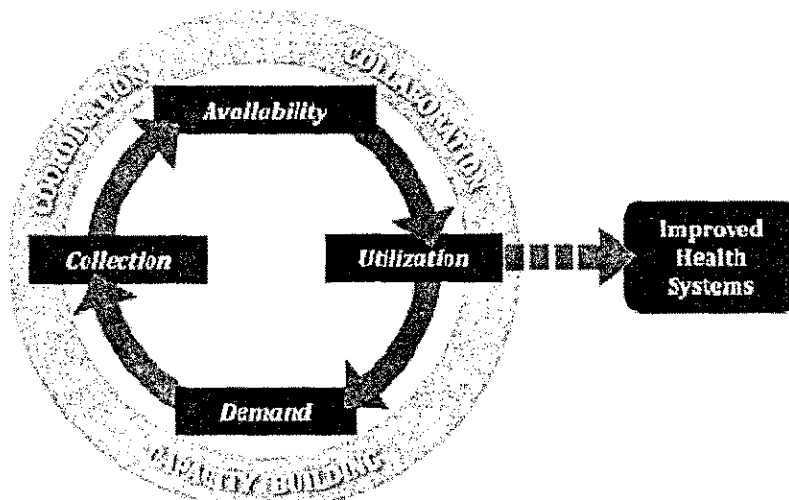 COORDINATION
COLLABORATION
Availability
Collection
Utilization
Improved
Health
Systems
Demand
CAPACITY BUILDING